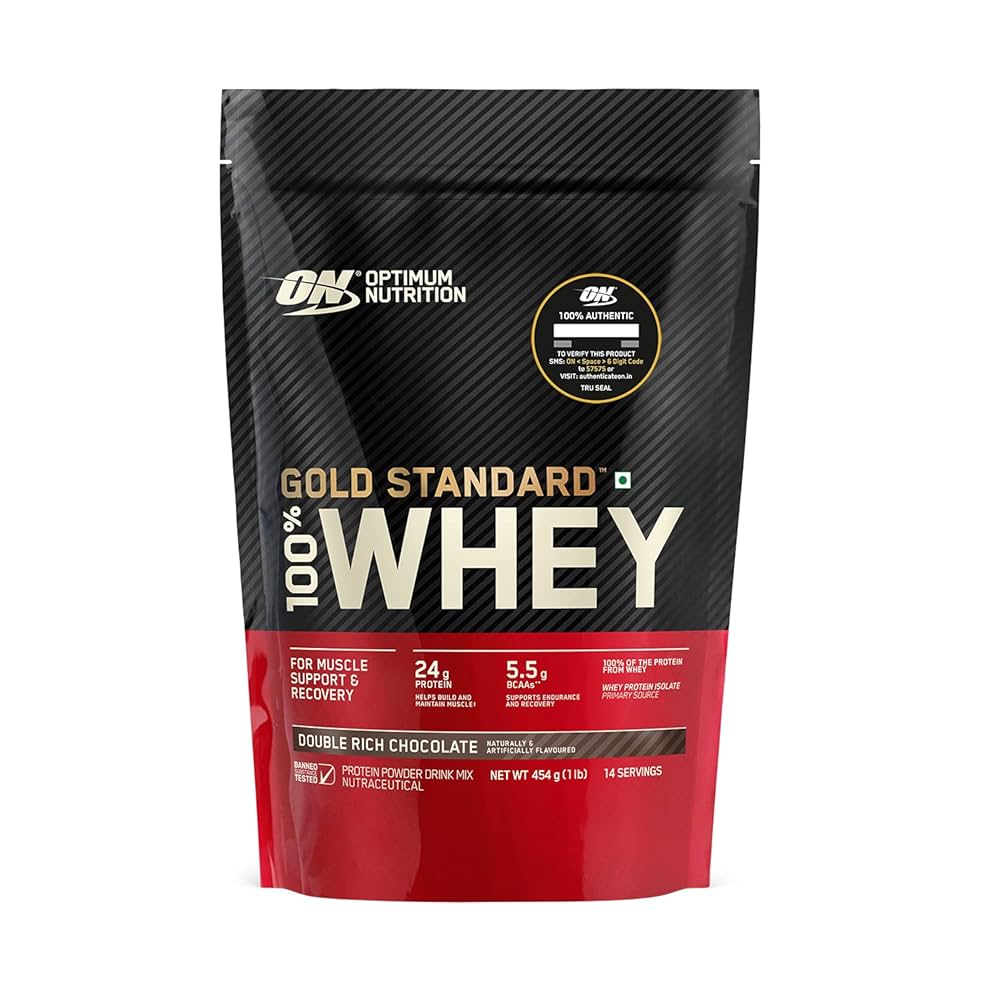 ON® OPTIMUM
NUTRITION
ON
100% AUTHENTIC
TO VERIFY THIS PRODUCT
SMS: ON < Space > 6 Digit Code
to 57575 or
VISIT: authenticateon.in
TRU SEAL
GOLD STANDARD™
100% WHEY
FOR MUSCLE
SUPPORT &
RECOVERY
24g
PROTEIN
HELPS BUILD AND
MAINTAIN MUSCLE‡
5.5g
BCAAs**
SUPPORTS ENDURANCE
AND RECOVERY
100% OF THE PROTEIN
FROM WHEY
WHEY PROTEIN ISOLATE
PRIMARY SOURCE
DOUBLE RICH CHOCOLATE
NATURALLY &
ARTIFICIALLY FLAVOURED
BANNED
SUBSTANCE
TESTED
PROTEIN POWDER DRINK MIX
NUTRACEUTICAL
NET WT 454 g (1 lb)
14 SERVINGS